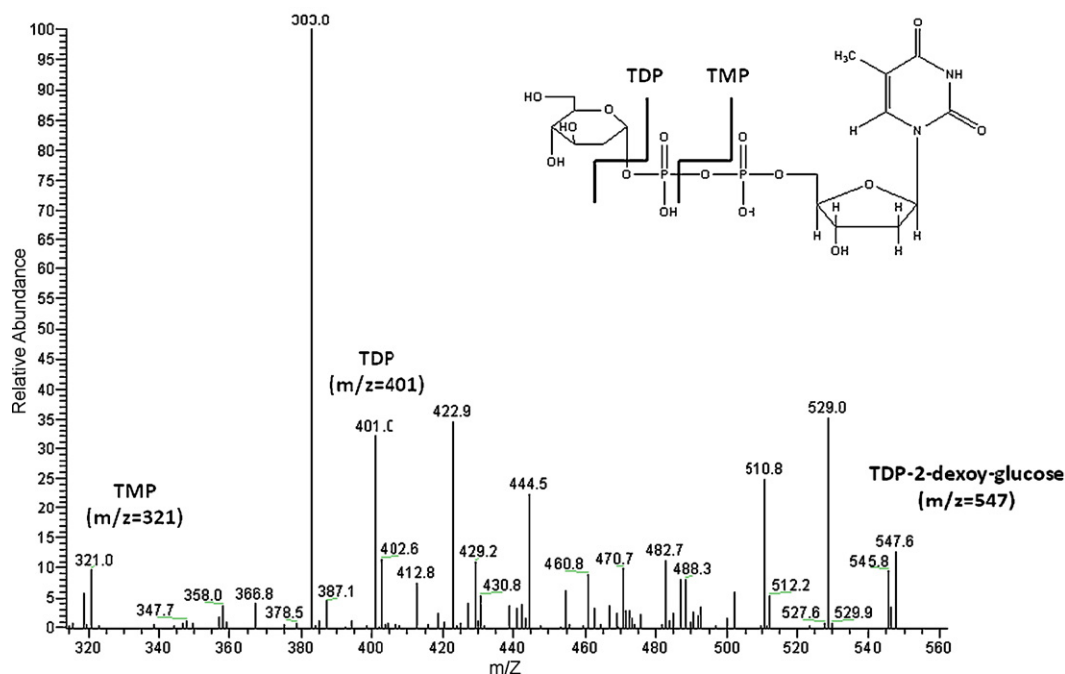 100
95
90
85
80
75
70
65
60
55
50
45
40
35
30
25
20
15
10
5
0
Relative Abundance
TDP TMP
O
H₃C
NH
HO
O
O
O
HO
H
N
O
OH
O
P
O
P
O
O
OH
OH
H
H
OH
H
H
H
TDP
(m/z=401)
422.9
529.0
401.0
TDP-2-dexoy-glucose
(m/z=547)
510.8
444.5
TMP
(m/z=321)
321.0
402.6
429.2
482.7
547.6
460.8
470.7
545.8
412.8
488.3
358.0
366.8
387.1
430.8
512.2
347.7
378.5
527.6
529.9
320 340 360 380 400 420 440 460 480 500 520 540 560
m/Z